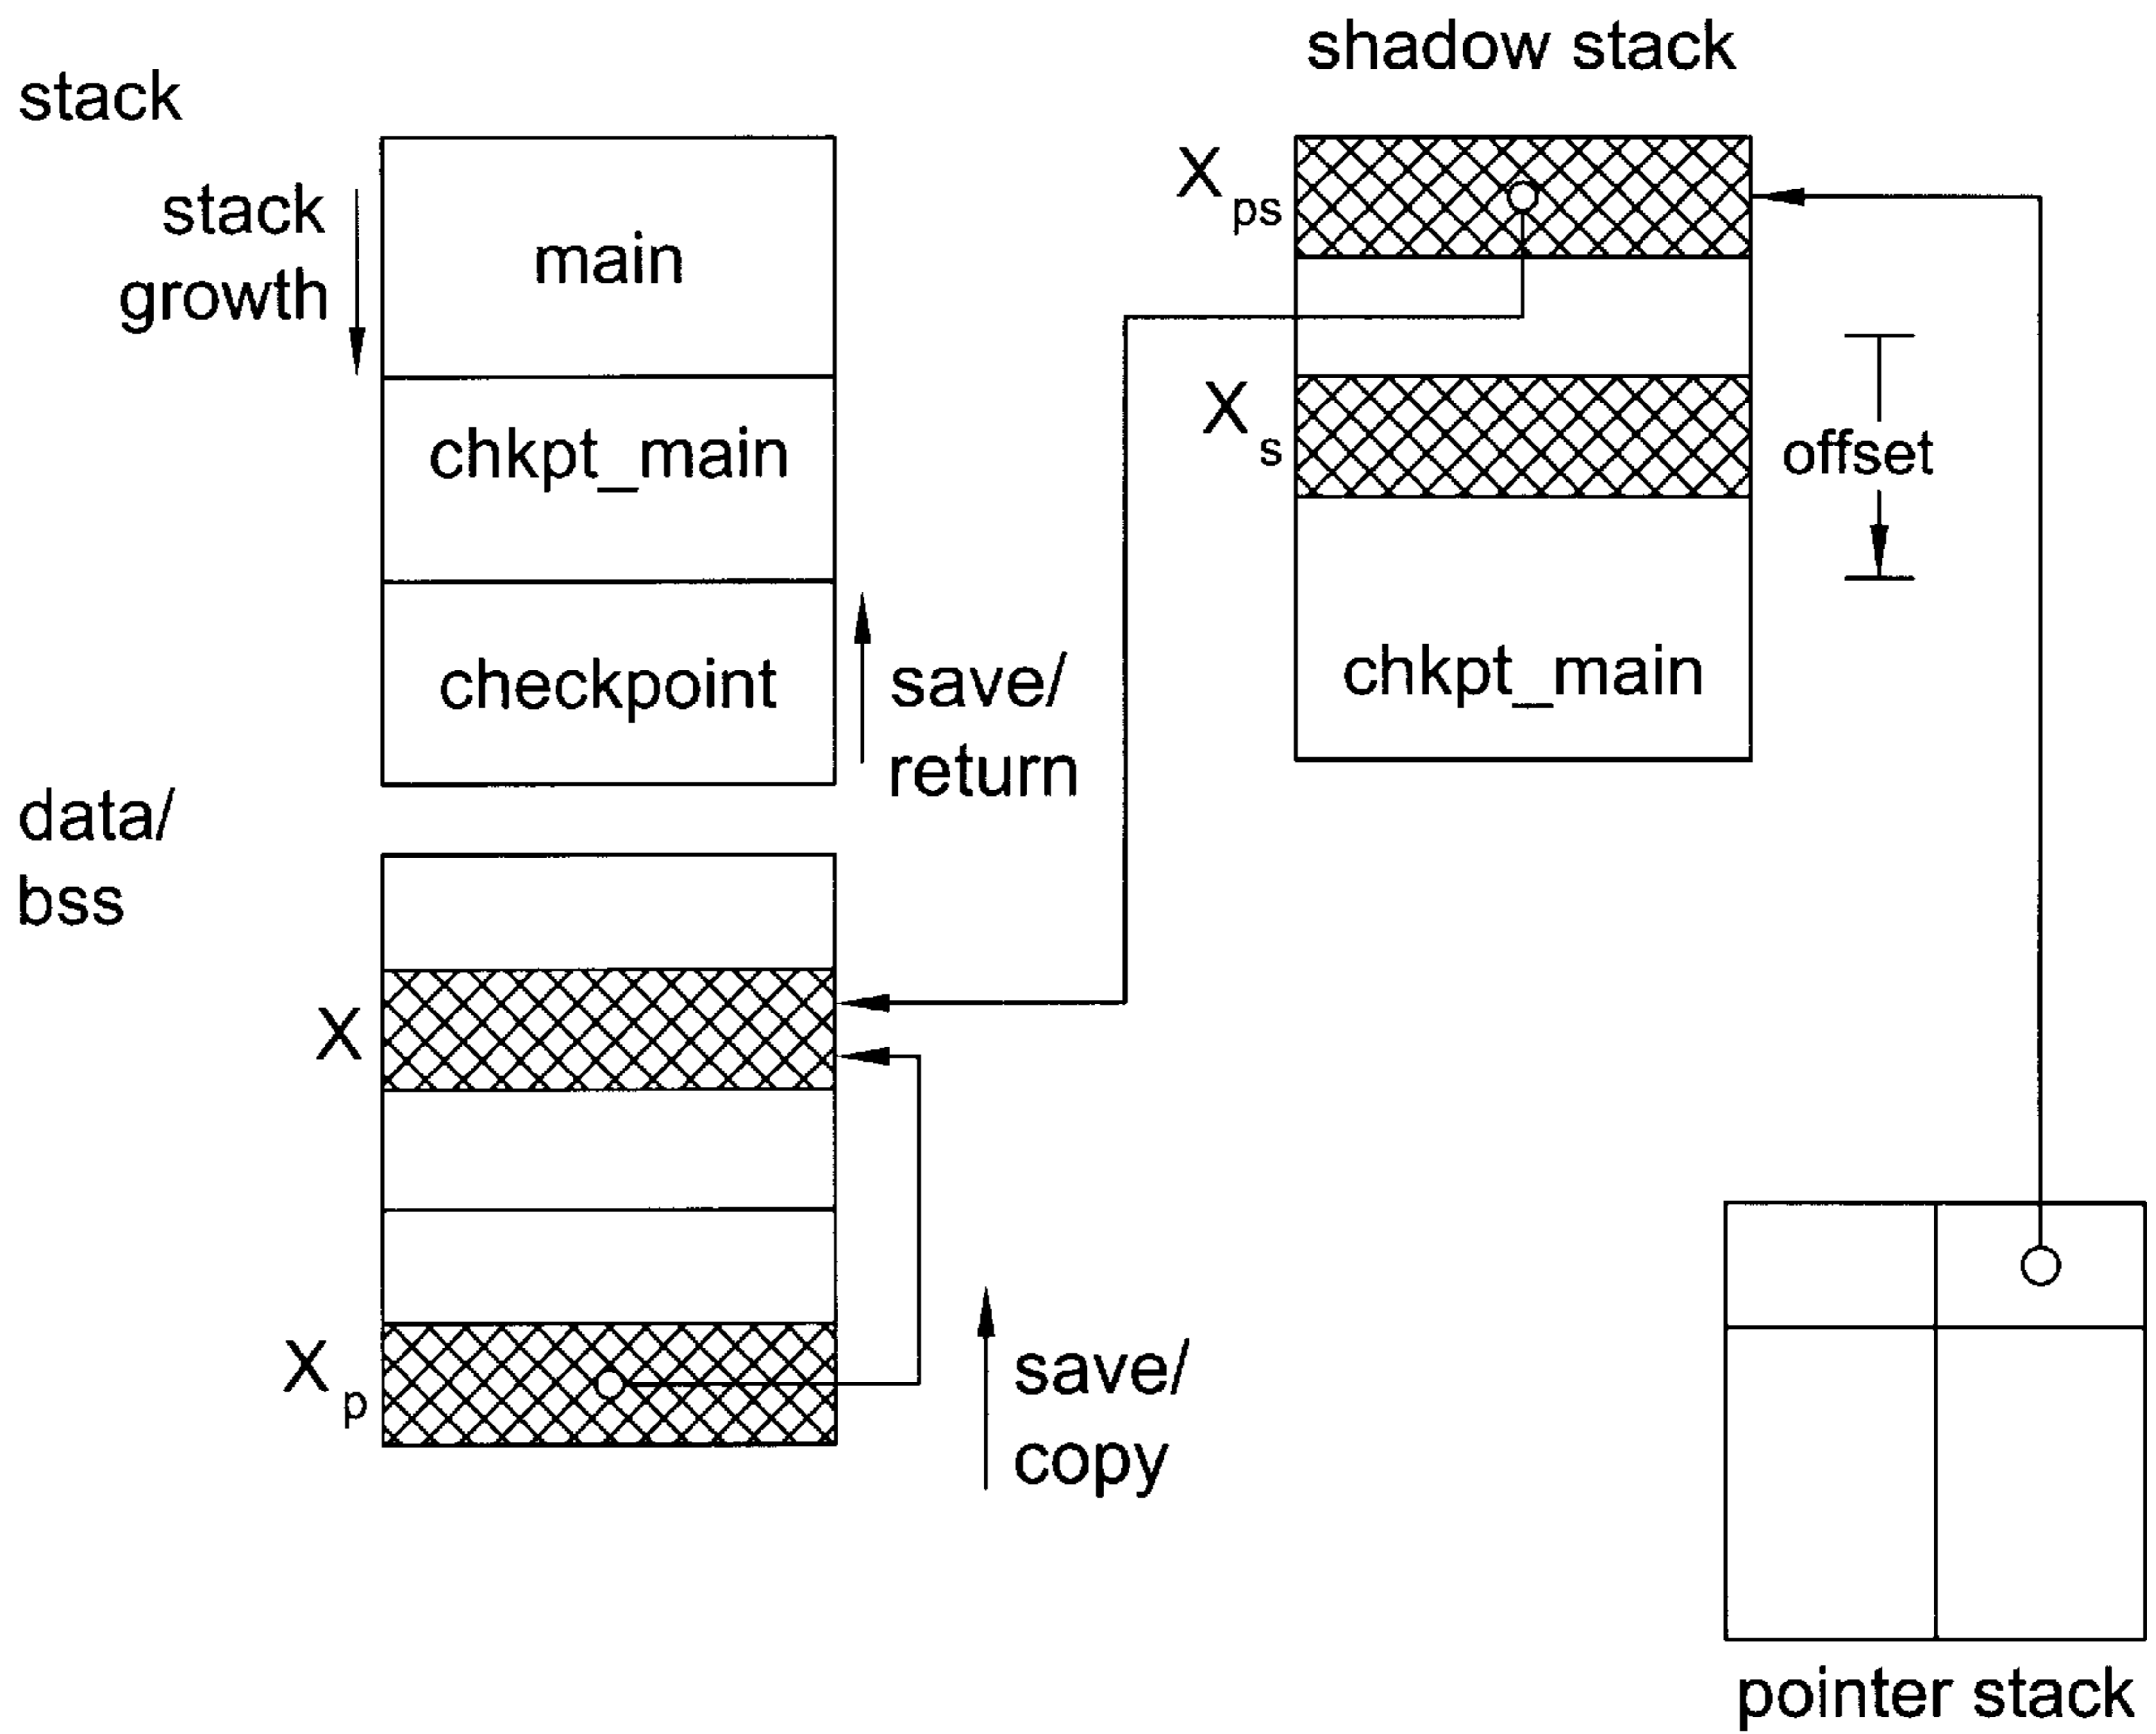 shadow stack
stack
stack
growth
main
chkpt_main
checkpoint
save/
return
X ps
X s
offset
chkpt_main
data/
bss
X
X p
save/
copy
pointer stack